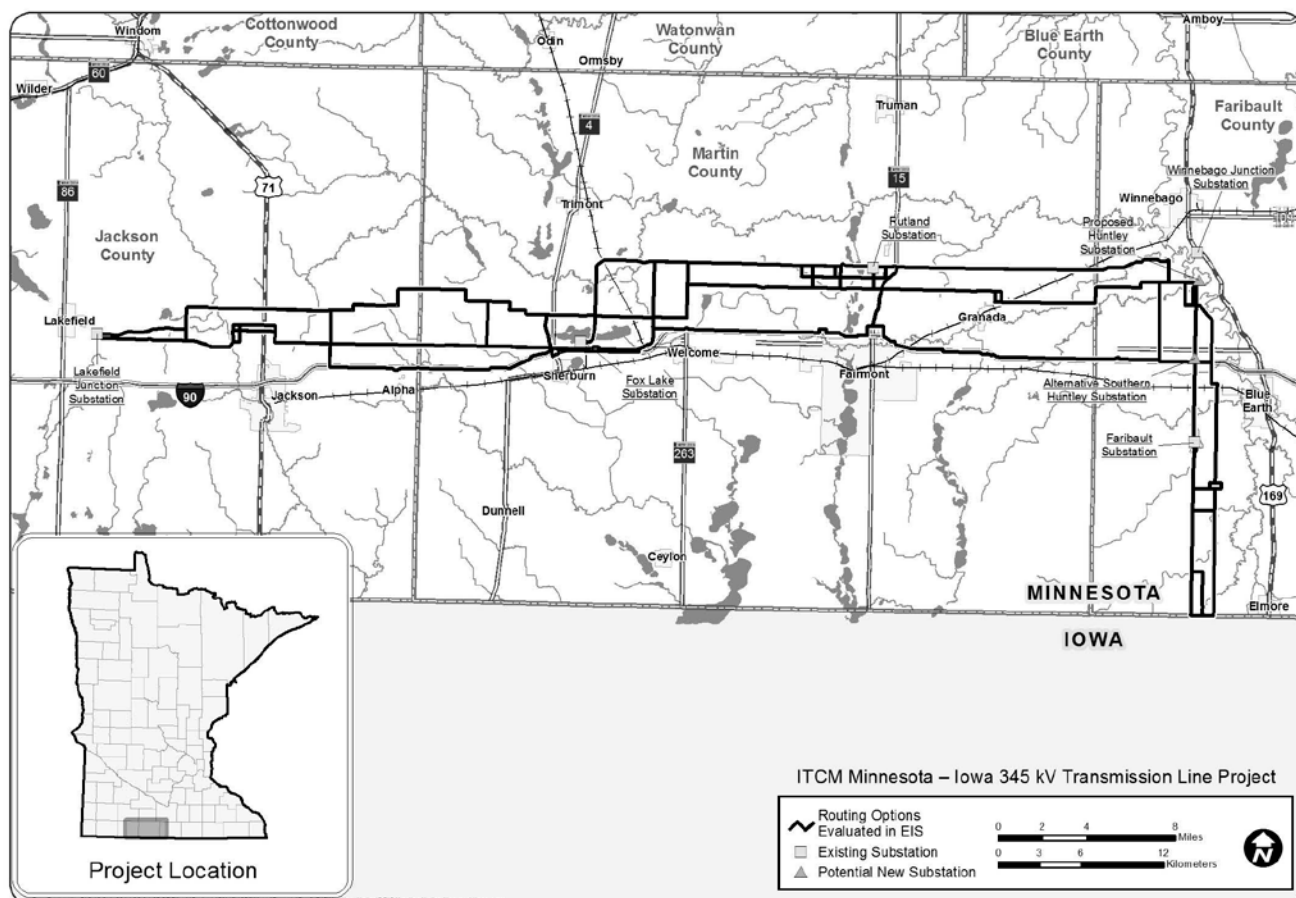 Cottonwood
County
Windom
Odin
Watonwan
County
Ormsby
Blue Earth
County
Amboy
60
Wilder
4
Truman
Faribault
County
Martin
County
86
71
15
Winnebago Junction
Substation
Trimont
Winnebago
Rutland
Substation
Proposed
Huntley
Substation
Jackson
County
Lakefield
Granada
Welcome
Lakefield
Junction
Substation
90
Sherburn
Fox Lake
Substation
Fairmont
Alternative Southern
Huntley Substation
Jackson
Alpha
Blue
Earth
Faribault
Substation
263
169
Dunnell
Ceylon
MINNESOTA
Elmore
IOWA
Project Location
ITCM Minnesota – Iowa 345 kV Transmission Line Project
Routing Options
Evaluated in EIS
Existing Substation
Potential New Substation
0 2 4 8
Miles
0 3 6 12
Kilometers
N